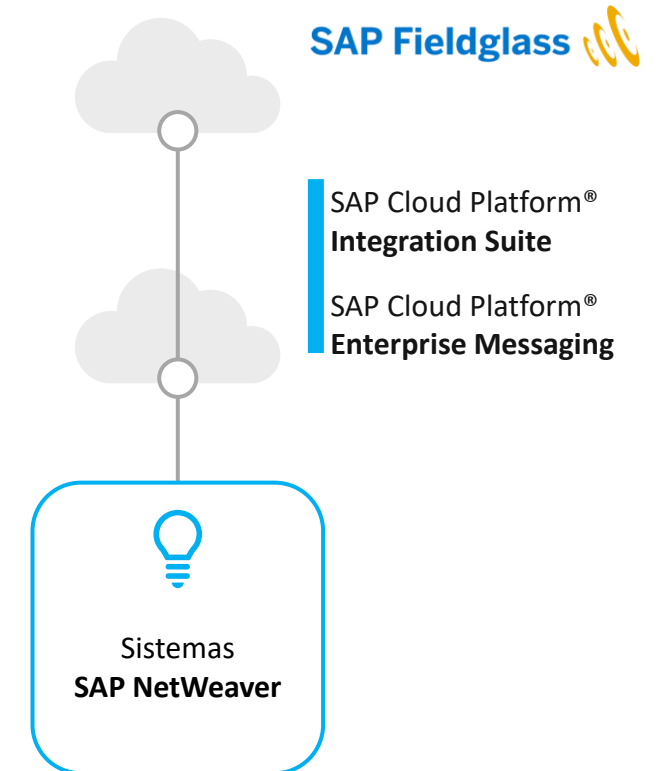 SAP Fieldglass
SAP Cloud Platform®
Integration Suite
SAP Cloud Platform®
Enterprise Messaging
Sistemas
SAP NetWeaver